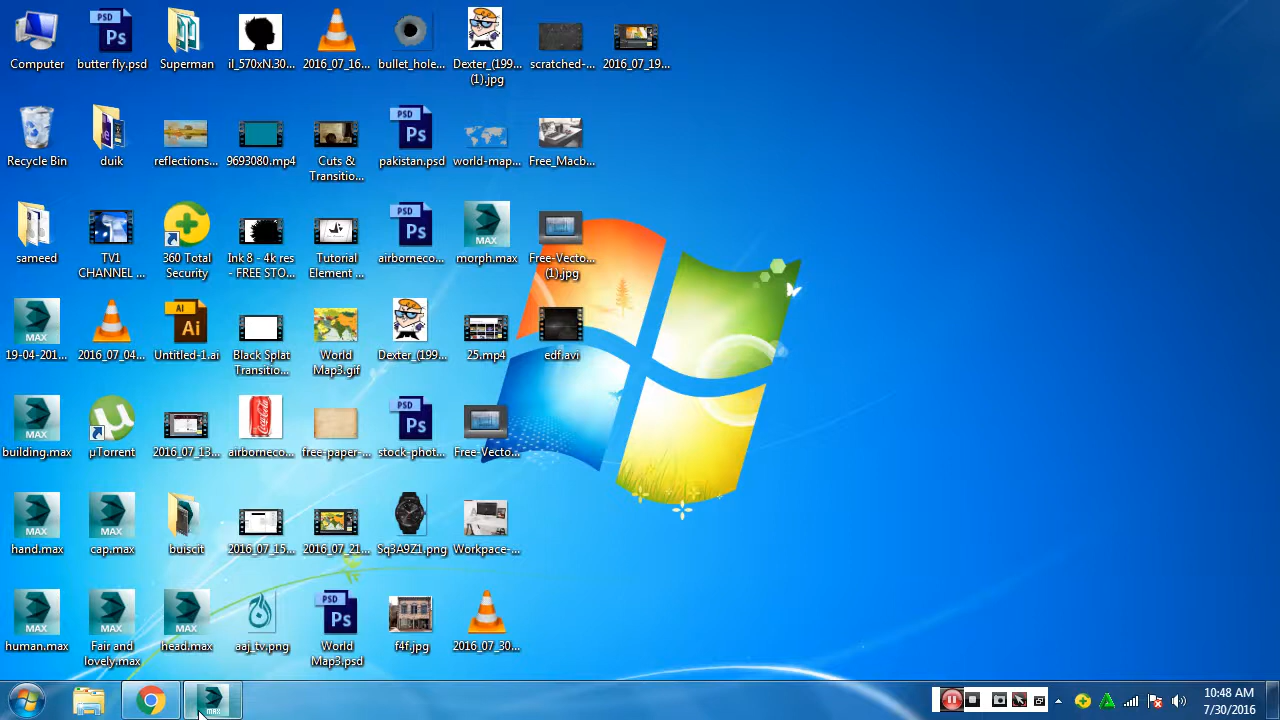 Computer
butter fly.psd
Superman
il_570xN.30...
2016_07_16...
bullet_hole...
Dexter_(199...
(1).jpg
scratched-...
2016_07_19...
Recycle Bin
duik
reflections...
9693080.mp4
Cuts &
Transitio...
pakistan.psd
world-map...
Free_Macb...
sameed
TV1
CHANNEL ...
360 Total
Security
Ink 8 - 4k res
- FREE STO...
Tutorial
Element ...
airborneco...
morph.max
Free-Vecto...
(1).jpg
19-04-201...
2016_07_04...
Untitled-1.ai
Black Splat
Transitio...
World
Map3.gif
Dexter_(199...
25.mp4
edf.avi
building.max
µTorrent
2016_07_13...
airborneco...
free-paper-...
stock-phot...
Free-Vecto...
hand.max
cap.max
buiscit
2016_07_15...
2016_07_21...
Sq3A9Z1.png
Workpace-...
human.max
Fair and
lovely.max
head.max
aaj_tv.png
World
Map3.psd
f4f.jpg
2016_07_30...
10:48 AM
7/30/2016